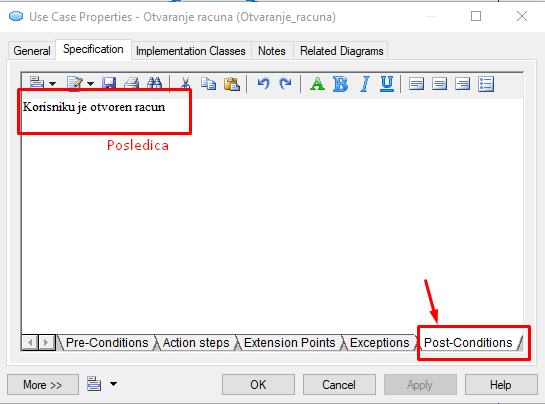 Use Case Properties - Otvaranje racuna (Otvaranje_racuna)
General Specification Implementation Classes Notes Related Diagrams
A B I U
Korisniku je otvoren racun
Posledica
Pre-Conditions Action steps Extension Points Exceptions Post-Conditions
More >> OK Cancel Apply Help